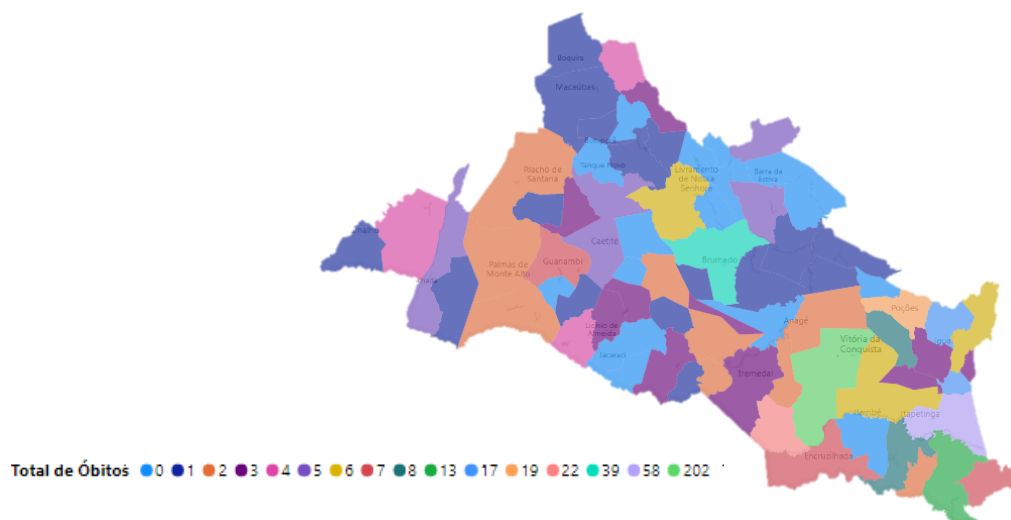 Boquira
Macaúbas
Tanque Novo
Riacho de
Santana
Livramento
de Nossa
Senhora
Barra da
Estiva
Caetité
Guanambi
Brumado
Palmas de
Monte Alto
Licínio de
Almeida
Jacaraci
Tremedal
Anagé
Poções
Vitória da
Conquista
Itambé
Itapetinga
Encruzilhada
Total de Óbitos 0 1 2 3 4 5 6 7 8 13 17 19 22 39 58 202